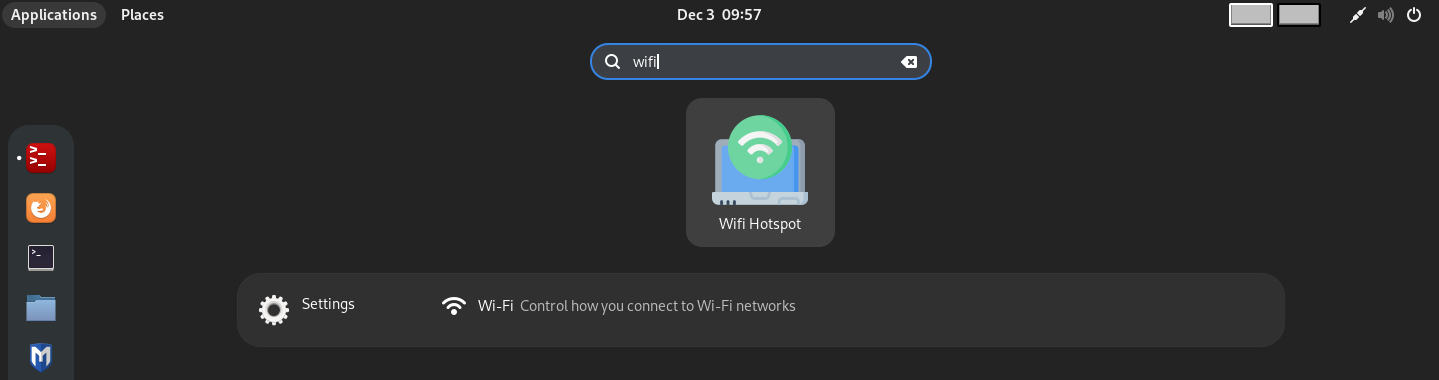 Applications Places Dec 3 09:57
wifi
Wifi Hotspot
Settings Wi-Fi Control how you connect to Wi-Fi networks